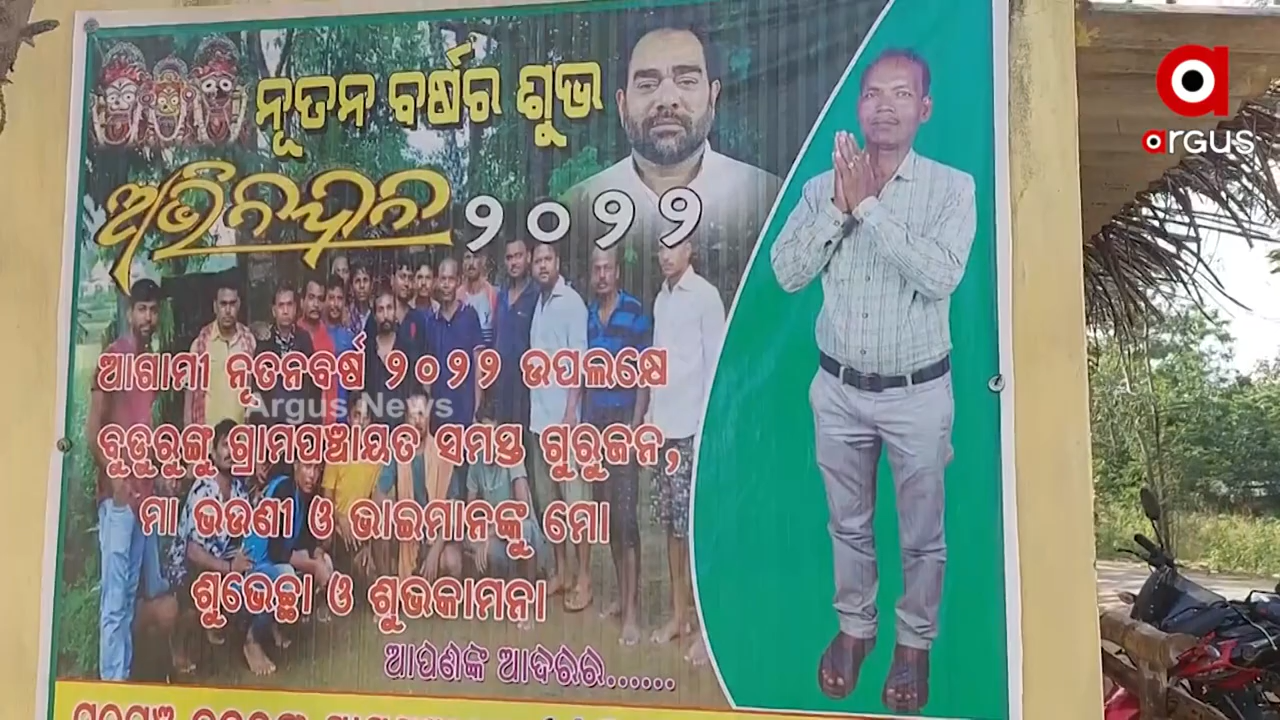 ନୂତନ ବର୍ଷର ଶୁଭ
ଅଭିନନ୍ଦନ ୨୦୨୨
ଆଗାମୀ ନୂତନବର୍ଷ ୨୦୨୨ ଉପଲକ୍ଷେ
ବୁଡୁରୁଙ୍କୁ ଗ୍ରାମପଞ୍ଚାୟତ ସମସ୍ତ ଗୁରୁଜନ,
ମା ଭଉଣୀ ଓ ଭାଇମାନଙ୍କୁ ମୋ
ଶୁଭେଚ୍ଛା ଓ ଶୁଭକାମନା
ଆପଣଙ୍କ ଆଦରର......
argus
Argus News